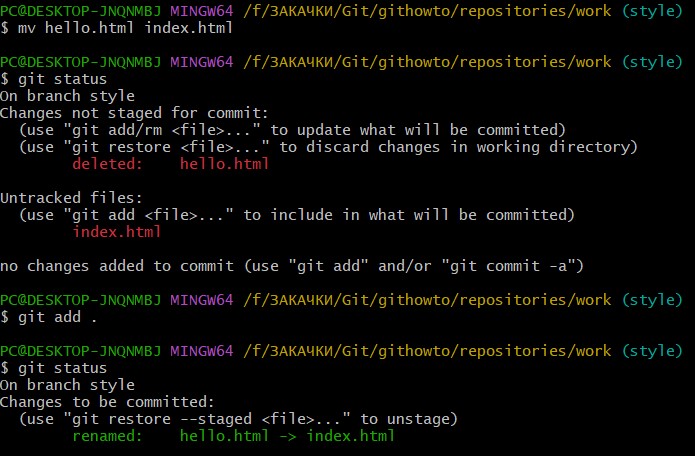 PC@DESKTOP-JNQNMBJ MINGW64 /f/ЗАКАЧКИ/Git/githowto/repositories/work (style)
$ mv hello.html index.html
PC@DESKTOP-JNQNMBJ MINGW64 /f/ЗАКАЧКИ/Git/githowto/repositories/work (style)
$ git status
On branch style
Changes not staged for commit:
  (use "git add/rm <file>..." to update what will be committed)
  (use "git restore <file>..." to discard changes in working directory)
        deleted:    hello.html
Untracked files:
  (use "git add <file>..." to include in what will be committed)
        index.html
no changes added to commit (use "git add" and/or "git commit -a")
PC@DESKTOP-JNQNMBJ MINGW64 /f/ЗАКАЧКИ/Git/githowto/repositories/work (style)
$ git add .
PC@DESKTOP-JNQNMBJ MINGW64 /f/ЗАКАЧКИ/Git/githowto/repositories/work (style)
$ git status
On branch style
Changes to be committed:
  (use "git restore --staged <file>..." to unstage)
        renamed:    hello.html -> index.html